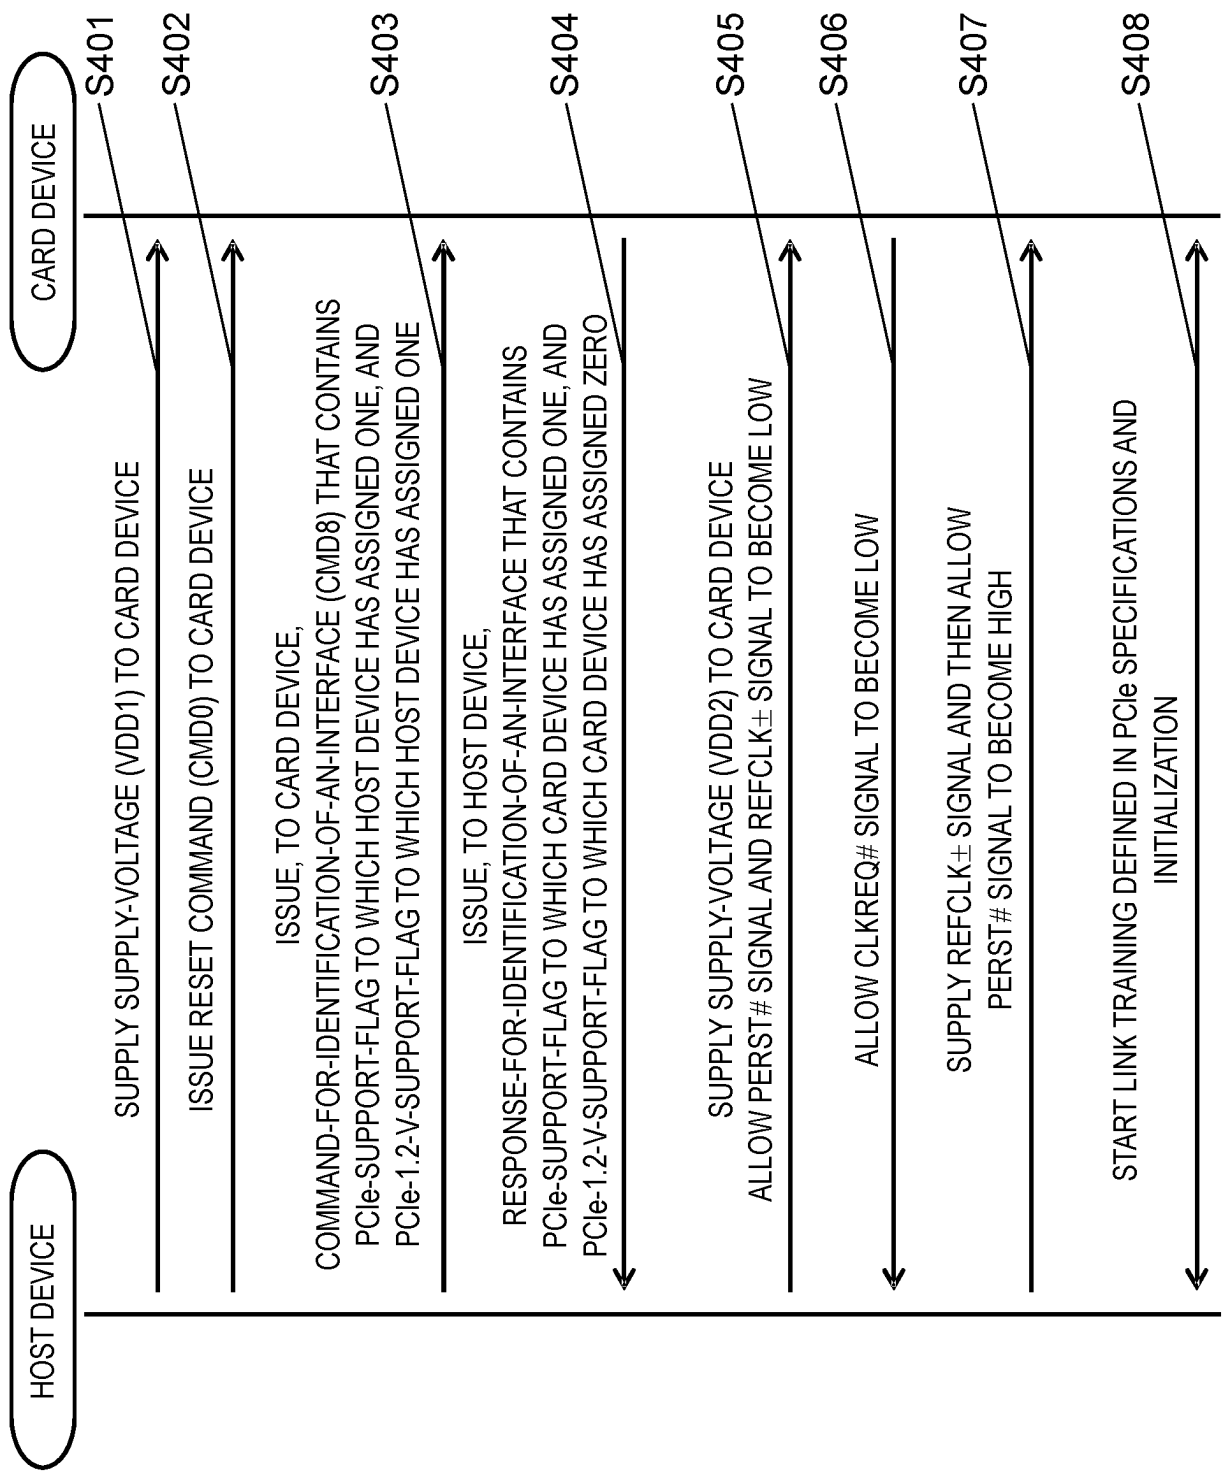 HOST DEVICE
CARD DEVICE
SUPPLY SUPPLY-VOLTAGE (VDD1) TO CARD DEVICE
S401
ISSUE RESET COMMAND (CMD0) TO CARD DEVICE
S402
ISSUE, TO CARD DEVICE,
COMMAND-FOR-IDENTIFICATION-OF-AN-INTERFACE (CMD8) THAT CONTAINS
PCIe-SUPPORT-FLAG TO WHICH HOST DEVICE HAS ASSIGNED ONE, AND
PCIe-1.2-V-SUPPORT-FLAG TO WHICH HOST DEVICE HAS ASSIGNED ONE
S403
ISSUE, TO HOST DEVICE,
RESPONSE-FOR-IDENTIFICATION-OF-AN-INTERFACE THAT CONTAINS
PCIe-SUPPORT-FLAG TO WHICH CARD DEVICE HAS ASSIGNED ONE, AND
PCIe-1.2-V-SUPPORT-FLAG TO WHICH CARD DEVICE HAS ASSIGNED ZERO
S404
SUPPLY SUPPLY-VOLTAGE (VDD2) TO CARD DEVICE
ALLOW PERST# SIGNAL AND REFCLK± SIGNAL TO BECOME LOW
S405
ALLOW CLKREQ# SIGNAL TO BECOME LOW
S406
SUPPLY REFCLK± SIGNAL AND THEN ALLOW
PERST# SIGNAL TO BECOME HIGH
S407
START LINK TRAINING DEFINED IN PCIe SPECIFICATIONS AND
INITIALIZATION
S408